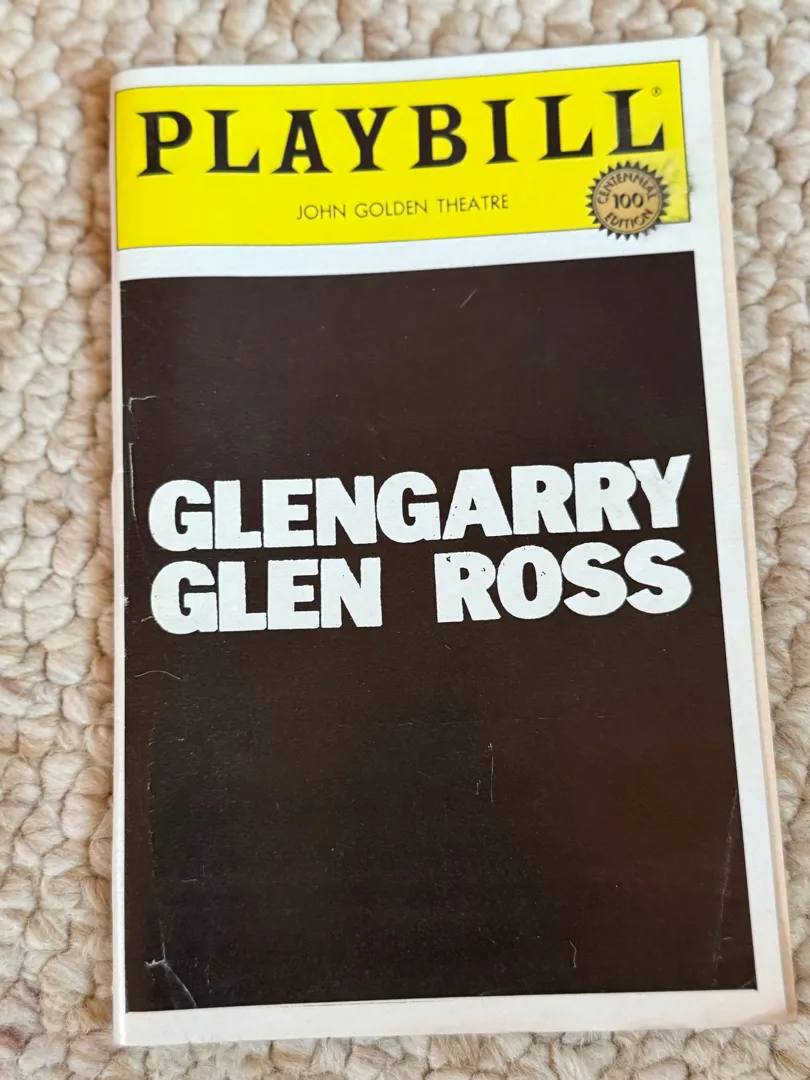 PLAYBILL®
JOHN GOLDEN THEATRE
CENTENNIAL
100
EDITION
GLENGARRY
GLEN ROSS